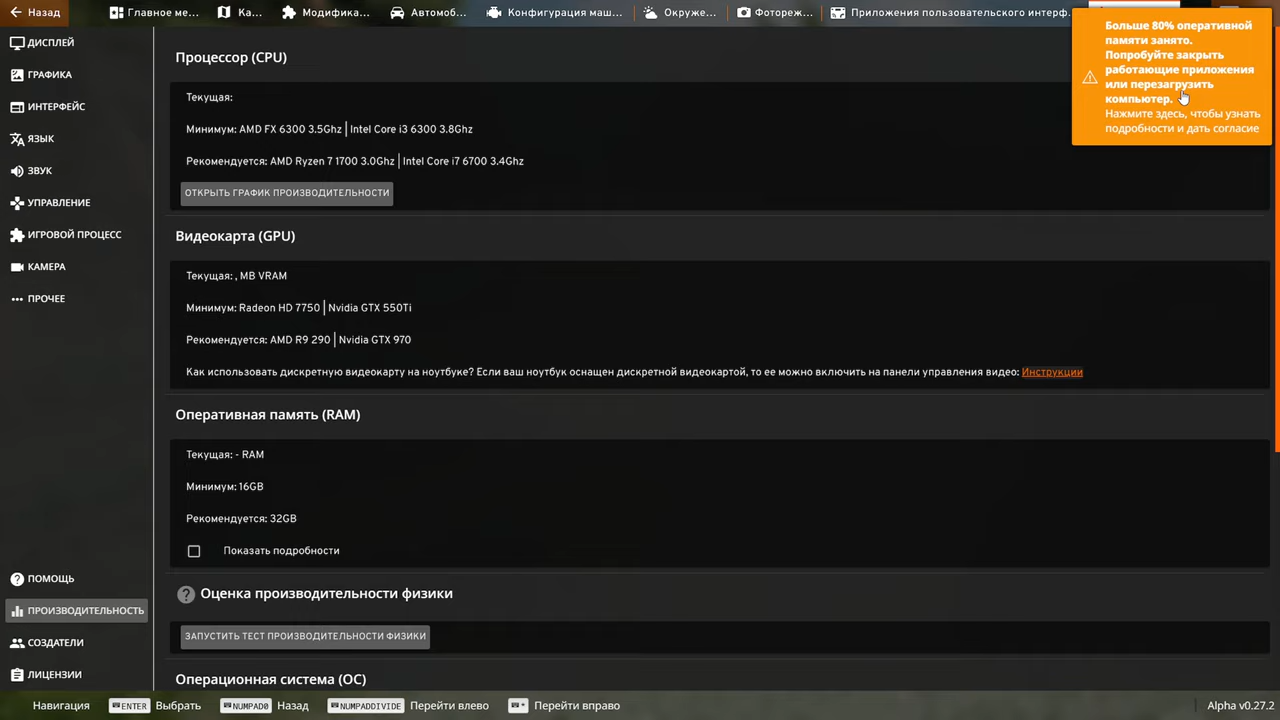 Назад
Главное ме...
Ка...
Модифика...
Автомоб...
Конфигурация маш...
Окруже...
Фотореж...
Приложения пользовательского интерф...
Больше 80% оперативной
памяти занято.
Попробуйте закрыть
работающие приложения
или перезагрузить
компьютер.
Нажмите здесь, чтобы узнать
подробности и дать согласие
ДИСПЛЕЙ
ГРАФИКА
ИНТЕРФЕЙС
ЯЗЫК
ЗВУК
УПРАВЛЕНИЕ
ИГРОВОЙ ПРОЦЕСС
КАМЕРА
ПРОЧЕЕ
ПОМОЩЬ
ПРОИЗВОДИТЕЛЬНОСТЬ
СОЗДАТЕЛИ
ЛИЦЕНЗИИ
Процессор (CPU)
Текущая:
Минимум: AMD FX 6300 3.5Ghz | Intel Core i3 6300 3.8Ghz
Рекомендуется: AMD Ryzen 7 1700 3.0Ghz | Intel Core i7 6700 3.4Ghz
ОТКРЫТЬ ГРАФИК ПРОИЗВОДИТЕЛЬНОСТИ
Видеокарта (GPU)
Текущая: , MB VRAM
Минимум: Radeon HD 7750 | Nvidia GTX 550Ti
Рекомендуется: AMD R9 290 | Nvidia GTX 970
Как использовать дискретную видеокарту на ноутбуке? Если ваш ноутбук оснащен дискретной видеокартой, то ее можно включить на панели управления видео: Инструкции
Оперативная память (RAM)
Текущая: - RAM
Минимум: 16GB
Рекомендуется: 32GB
Показать подробности
Оценка производительности физики
ЗАПУСТИТЬ ТЕСТ ПРОИЗВОДИТЕЛЬНОСТИ ФИЗИКИ
Операционная система (ОС)
Навигация
ENTER Выбрать
NUMPAD0 Назад
NUMPADDIVIDE Перейти влево
* Перейти вправо
Alpha v0.27.2